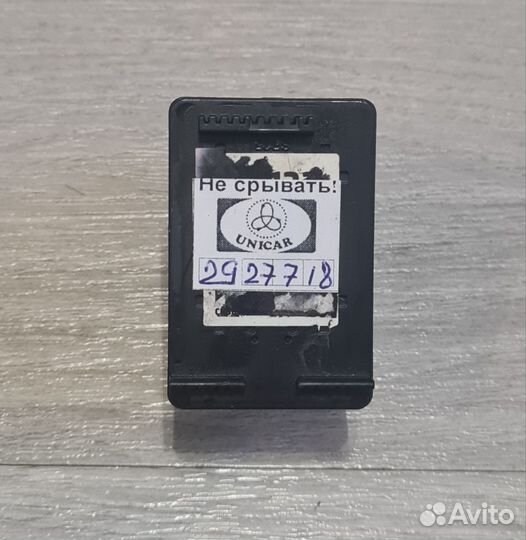 Не срывать!
UNICAR
29 27 7 18
Avito